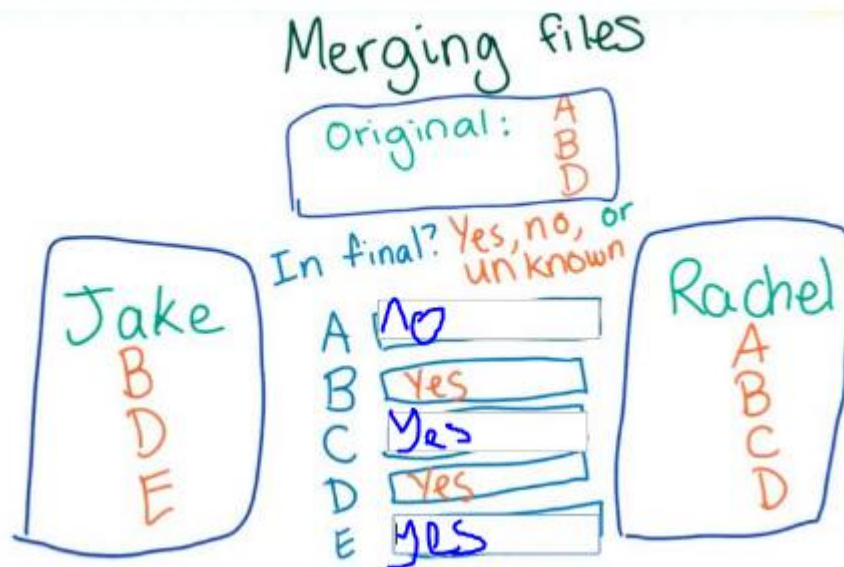 Merging files
Original:
A
B
D
In final? Yes, no, or
unknown
Jake
B
D
E
A no
B Yes
C Yes
D Yes
E yes
Rachel
A
B
C
D